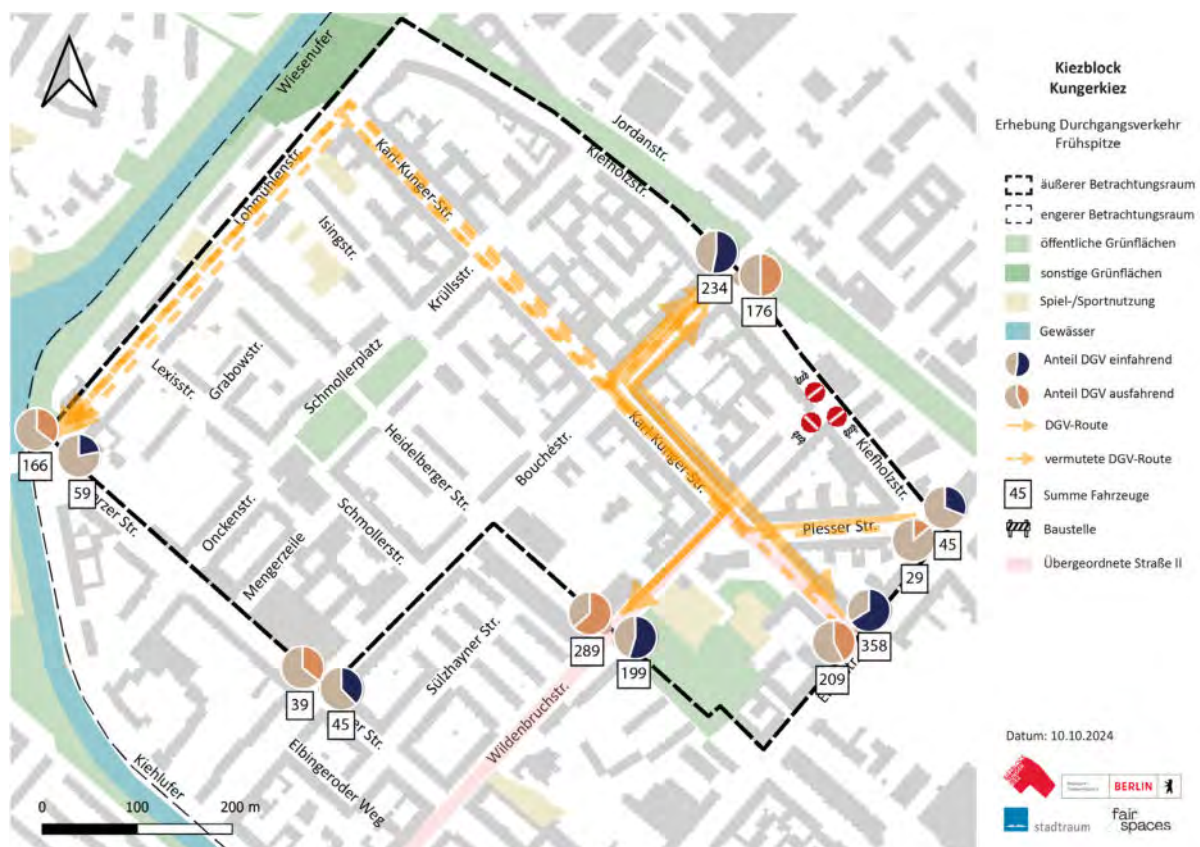 Kiezblock
Kungerkiez
Erhebung Durchgangsverkehr
Frühspitze
äußerer Betrachtungsraum
engerer Betrachtungsraum
öffentliche Grünflächen
sonstige Grünflächen
Spiel-/Sportnutzung
Gewässer
Anteil DGV einfahrend
Anteil DGV ausfahrend
DGV-Route
vermutete DGV-Route
45 Summe Fahrzeuge
Baustelle
Übergeordnete Straße II
Datum: 10.10.2024
BERLIN
stadtraum
fair
spaces
Wiesenufer
Jordanstr.
Kiefholzstr.
Karl-Kunger-Str.
Lohmühlenstr.
Isingstr.
Krüllsstr.
234
176
Lexisstr.
Grabowstr.
Schmollerplatz
Heidelberger Str.
Bouchéstr.
Karl-Kunger-Str.
Kiefholzstr.
166
59
arzer Str.
Onckenstr.
Schmollerstr.
Mengerzeile
Plesser Str.
45
29
289
199
358
209
39
45
er Str.
Sülzhayner Str.
Wildenbruchstr.
Elbingeroder Weg
Kiehlufer
0 100 200 m